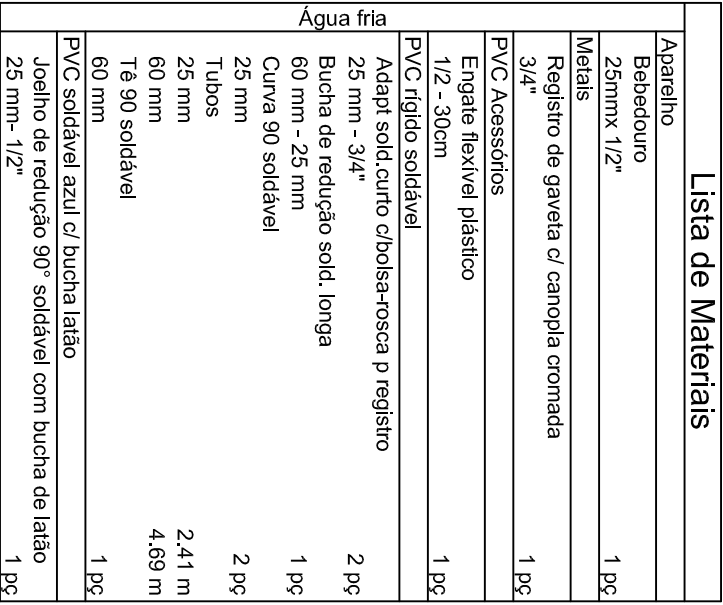 Lista de Materiais
Água fria
Aparelho
Bebedouro
25mmx 1/2" 1 pç
Metais
Registro de gaveta c/ canopla cromada
3/4" 1 pç
PVC Acessórios
Engate flexível plástico
1/2 - 30cm 1 pç
PVC rígido soldável
Adapt sold.curto c/bolsa-rosca p registro
25 mm - 3/4" 2 pç
Bucha de redução sold. longa
60 mm - 25 mm 1 pç
Curva 90 soldável
25 mm 2 pç
Tubos
25 mm 2.41 m
60 mm 4.69 m
Tê 90 soldável
60 mm 1 pç
PVC soldável azul c/ bucha latão
Joelho de redução 90° soldável com bucha de latão
25 mm- 1/2" 1 pç